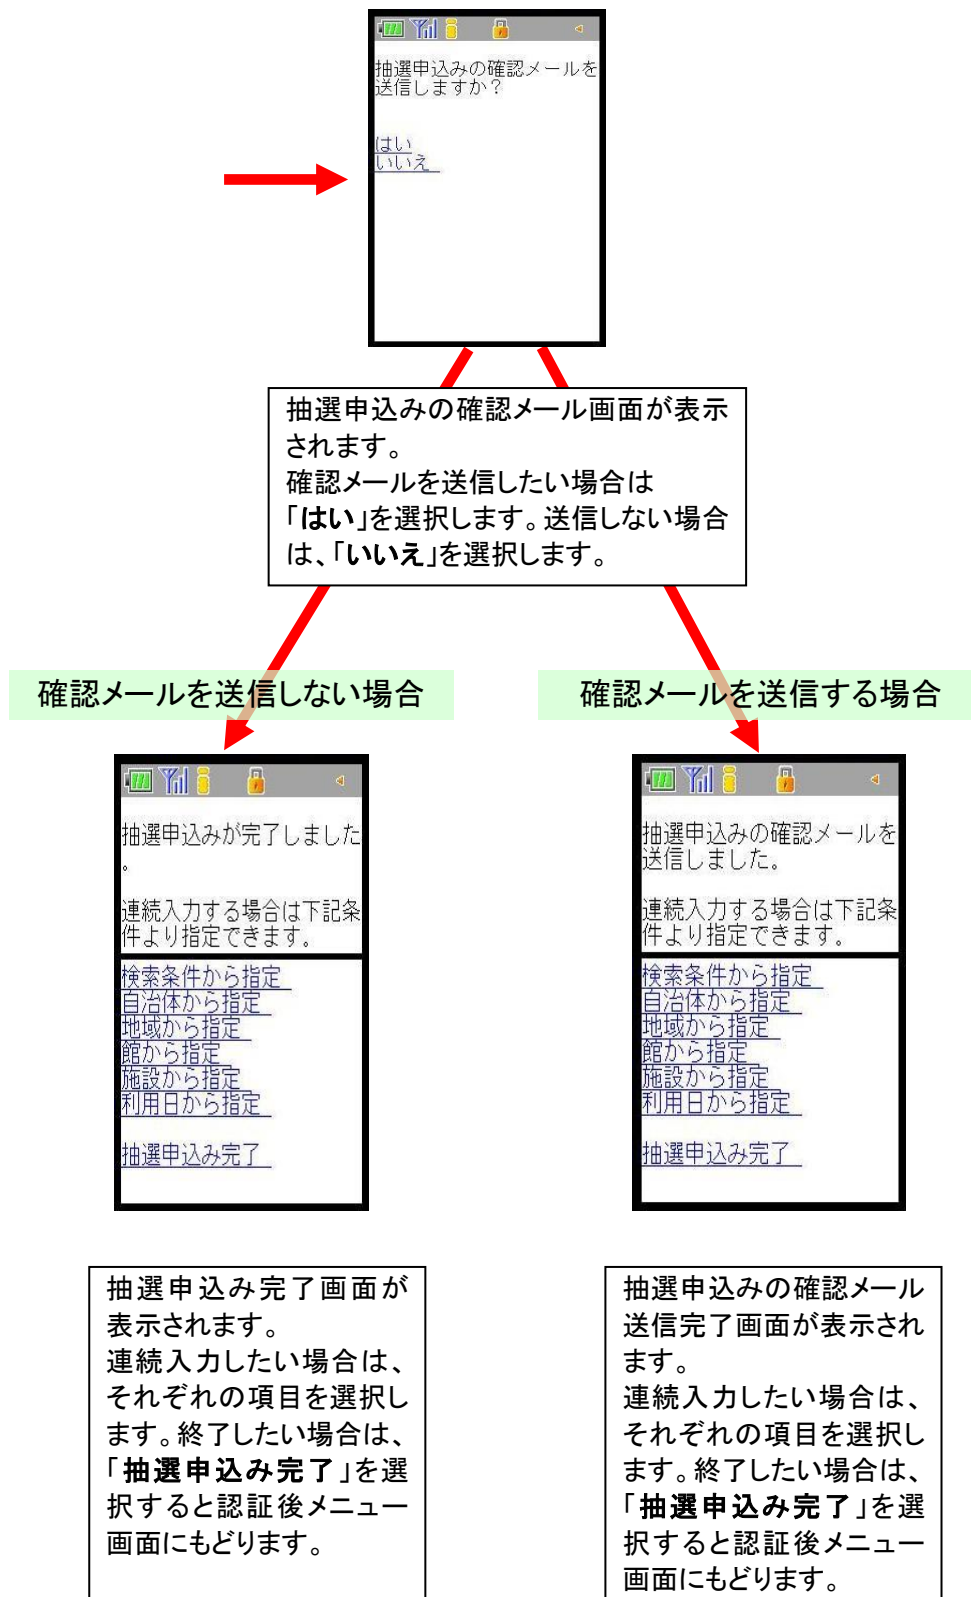 抽選申込みの確認メールを
送信しますか？
はい
いいえ
抽選申込みの確認メール画面が表示
されます。
確認メールを送信したい場合は
「はい」を選択します。送信しない場合
は、「いいえ」を選択します。
確認メールを送信しない場合
確認メールを送信する場合
抽選申込みが完了しました
。
連続入力する場合は下記条
件より指定できます。
検索条件から指定
自治体から指定
地域から指定
館から指定
施設から指定
利用日から指定
抽選申込み完了
抽選申込みの確認メールを
送信しました。
連続入力する場合は下記条
件より指定できます。
検索条件から指定
自治体から指定
地域から指定
館から指定
施設から指定
利用日から指定
抽選申込み完了
抽選申込み完了画面が
表示されます。
連続入力したい場合は、
それぞれの項目を選択し
ます。終了したい場合は、
「抽選申込み完了」を選
択すると認証後メニュー
画面にもどります。
抽選申込みの確認メール
送信完了画面が表示され
ます。
連続入力したい場合は、
それぞれの項目を選択し
ます。終了したい場合は、
「抽選申込み完了」を選
択すると認証後メニュー
画面にもどります。